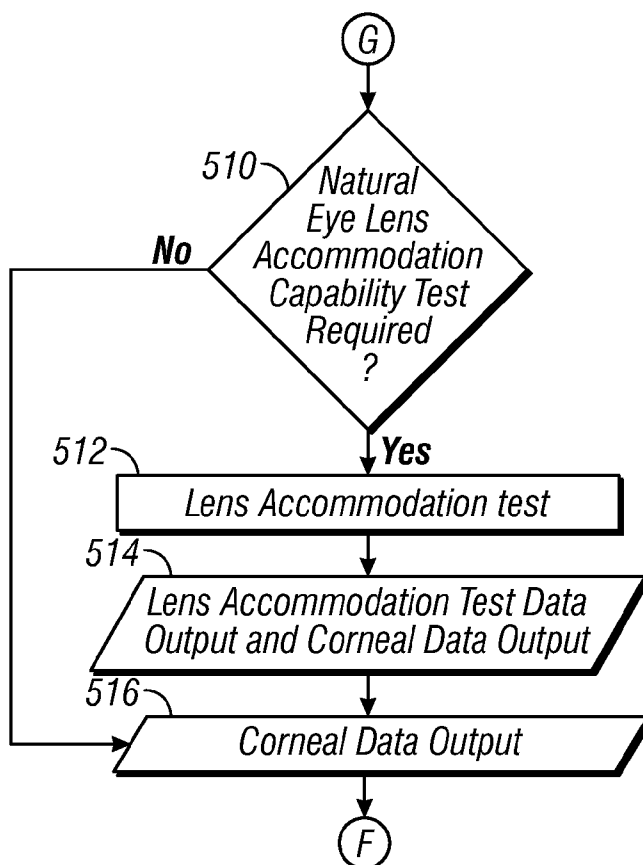 G
510
Natural
Eye Lens
Accommodation
Capability Test
Required
?
No
Yes
512
Lens Accommodation test
514
Lens Accommodation Test Data
Output and Corneal Data Output
516
Corneal Data Output
F